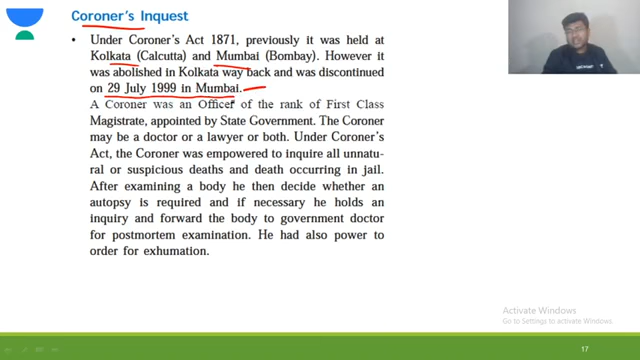 Coroner's Inquest
• Under Coroner's Act 1871, previously it was held at
Kolkata (Calcutta) and Mumbai (Bombay). However it
was abolished in Kolkata way back and was discontinued
on 29 July 1999 in Mumbai.
A Coroner was an Officer of the rank of First Class
Magistrate, appointed by State Government. The Coroner
may be a doctor or a lawyer or both. Under Coroner's
Act, the Coroner was empowered to inquire all unnatu-
ral or suspicious deaths and death occurring in jail.
After examining a body he then decide whether an
autopsy is required and if necessary he holds an
inquiry and forward the body to government doctor
for postmortem examination. He had also power to
order for exhumation.
Activate Windows
Go to Settings to activate Windows.
17